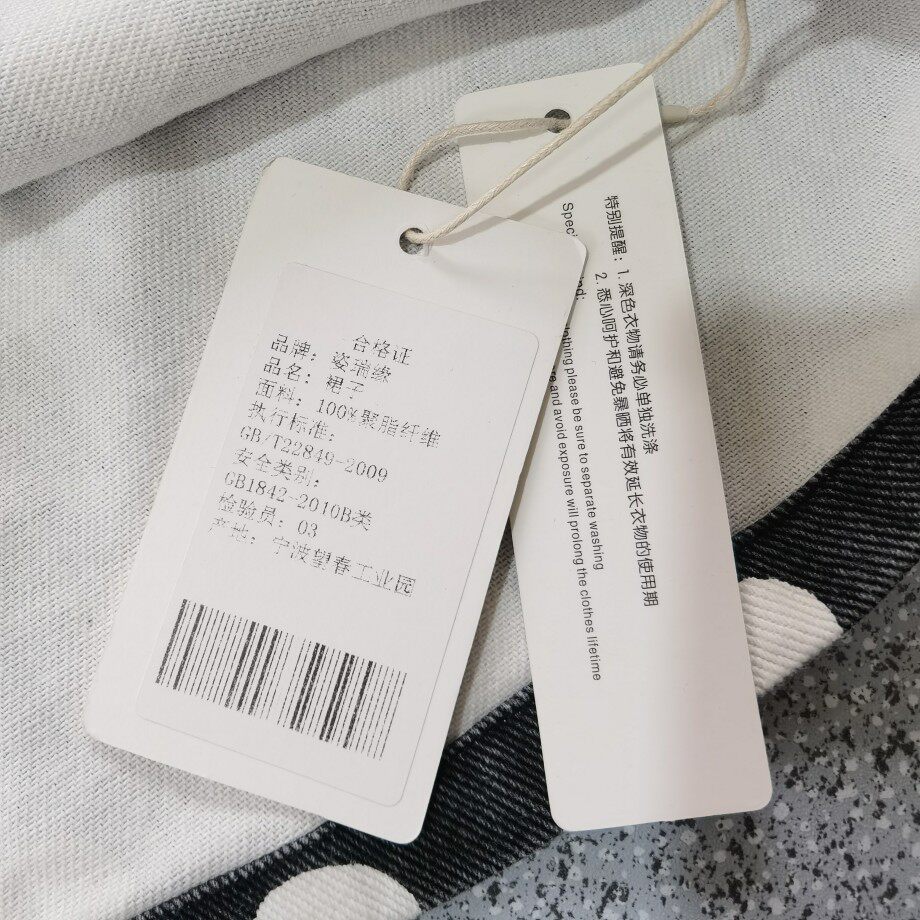 合格证
品牌: 姿瑞缘
品名: 裙子
面料: 100%聚脂纤维
执行标准:
GB/T22849-2009
安全类别:
GB1842-2010B类
检验员: 03
产地: 宁波望春工业园
特别提醒: 1. 深色衣物请务必单独洗涤
2. 悉心呵护和避免暴晒将有效延长衣物的使用期
clothing please be sure to separate washing
and avoid exposure will prolong the clothes lifetime